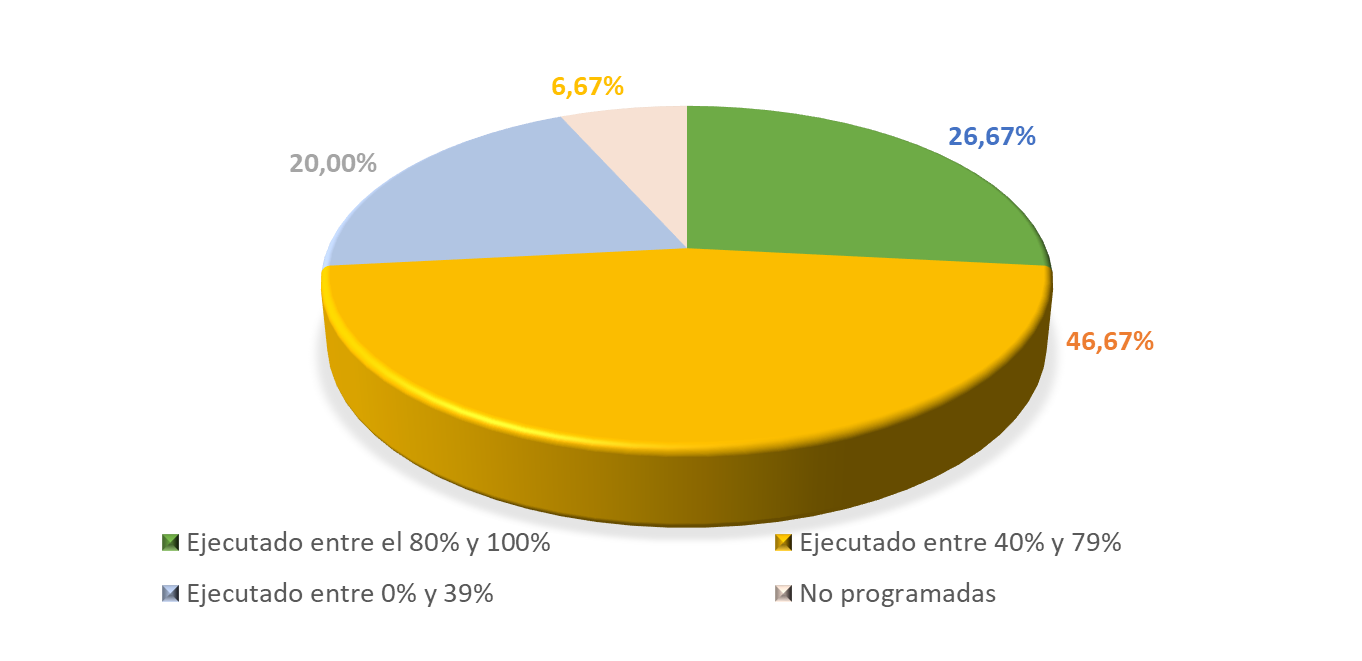 6,67%
26,67%
20,00%
46,67%
Ejecutado entre el 80% y 100%
Ejecutado entre 40% y 79%
Ejecutado entre 0% y 39%
No programadas